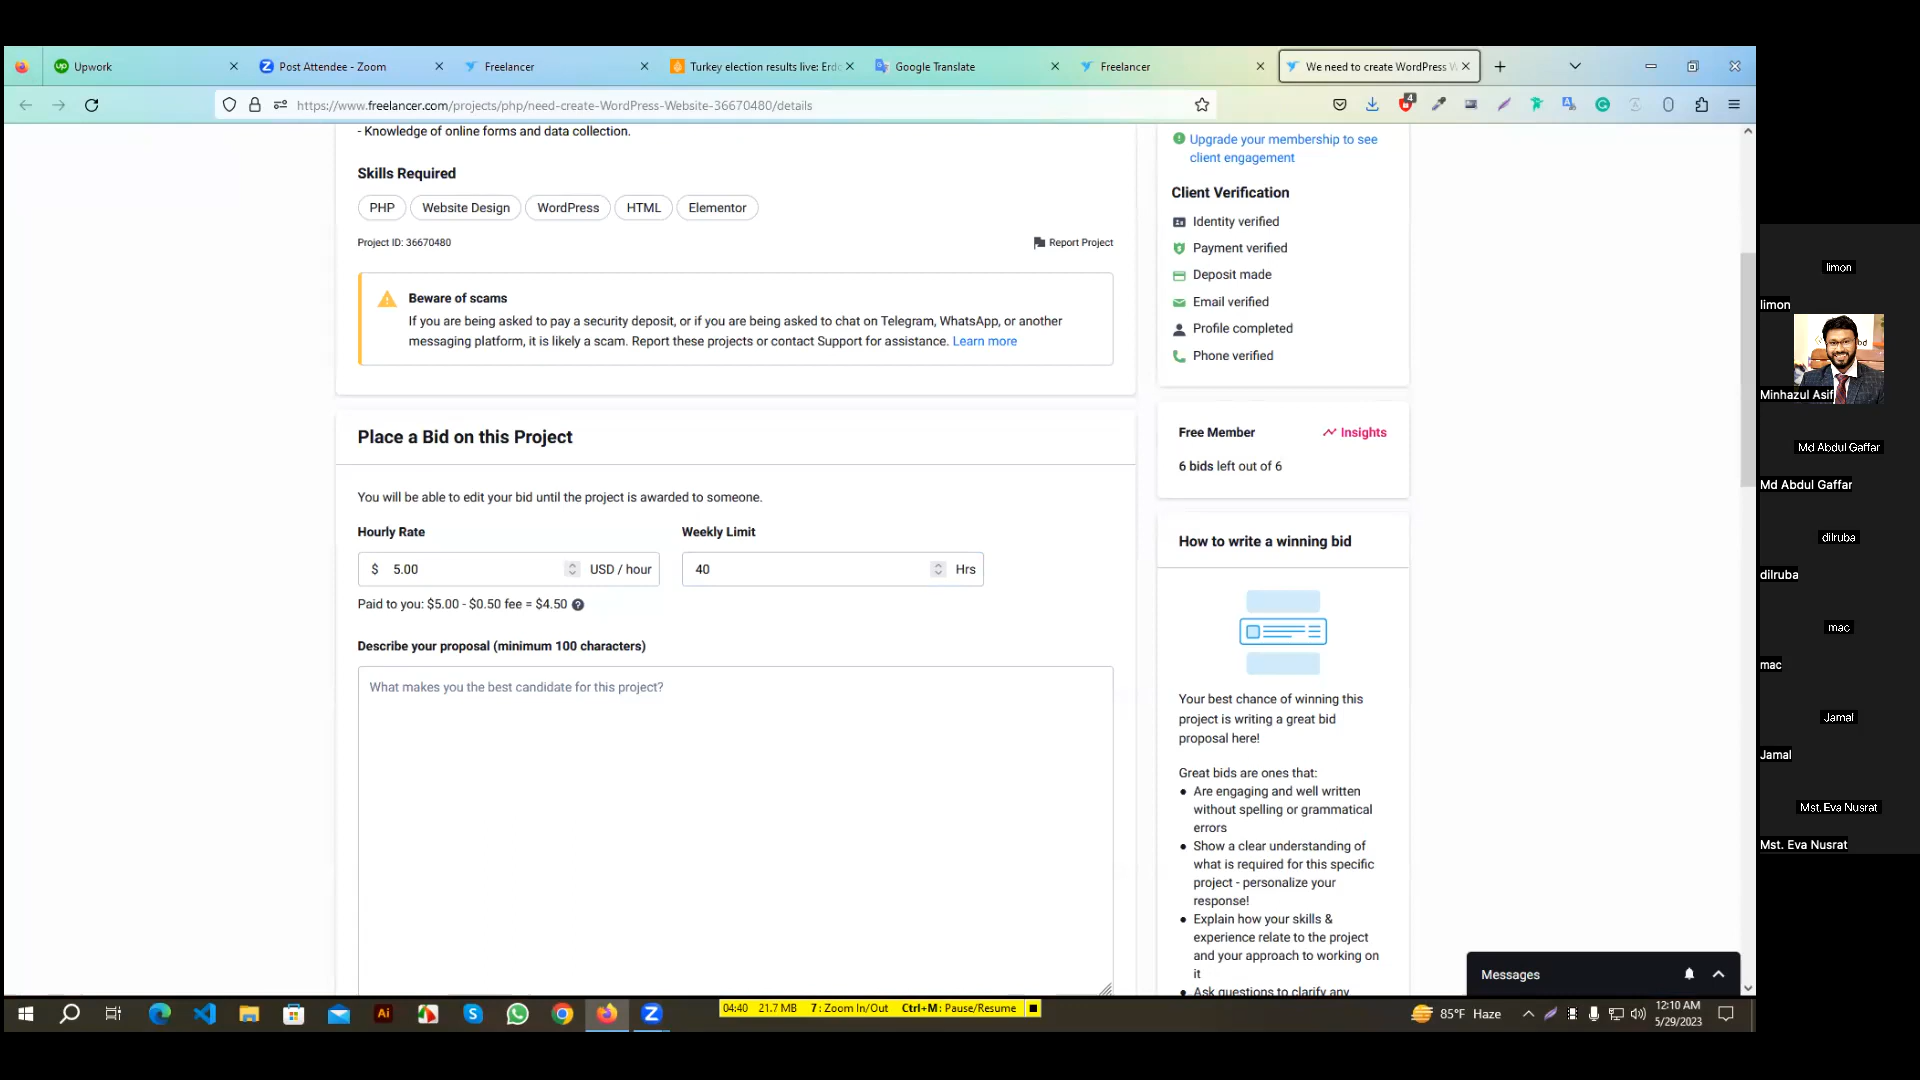 Upwork
Post Attendee - Zoom
Freelancer
Turkey election results live: Erdo
Google Translate
Freelancer
We need to create WordPress W
https://www.freelancer.com/projects/php/need-create-WordPress-Website-36670480/details
4
- Knowledge of online forms and data collection.
Skills Required
PHP
Website Design
WordPress
HTML
Elementor
Project ID: 36670480
Report Project
Beware of scams
If you are being asked to pay a security deposit, or if you are being asked to chat on Telegram, WhatsApp, or another
messaging platform, it is likely a scam. Report these projects or contact Support for assistance. Learn more
Place a Bid on this Project
You will be able to edit your bid until the project is awarded to someone.
Hourly Rate
Weekly Limit
$ 5.00 USD / hour
40 Hrs
Paid to you: $5.00 - $0.50 fee = $4.50
Describe your proposal (minimum 100 characters)
What makes you the best candidate for this project?
Upgrade your membership to see
client engagement
Client Verification
Identity verified
Payment verified
Deposit made
Email verified
Profile completed
Phone verified
Free Member
Insights
6 bids left out of 6
How to write a winning bid
Your best chance of winning this
project is writing a great bid
proposal here!
Great bids are ones that:
Are engaging and well written
without spelling or grammatical
errors
Show a clear understanding of
what is required for this specific
project - personalize your
response!
Explain how your skills &
experience relate to the project
and your approach to working on
it
Ask questions to clarify any
Messages
limon
limon
Minhazul Asif
Md Abdul Gaffar
Md Abdul Gaffar
dilruba
dilruba
mac
mac
Jamal
Jamal
Mst. Eva Nusrat
Mst. Eva Nusrat
04:40 21.7 MB 7 : Zoom In/Out Ctrl+M : Pause/Resume
85°F Haze
12:10 AM
5/29/2023